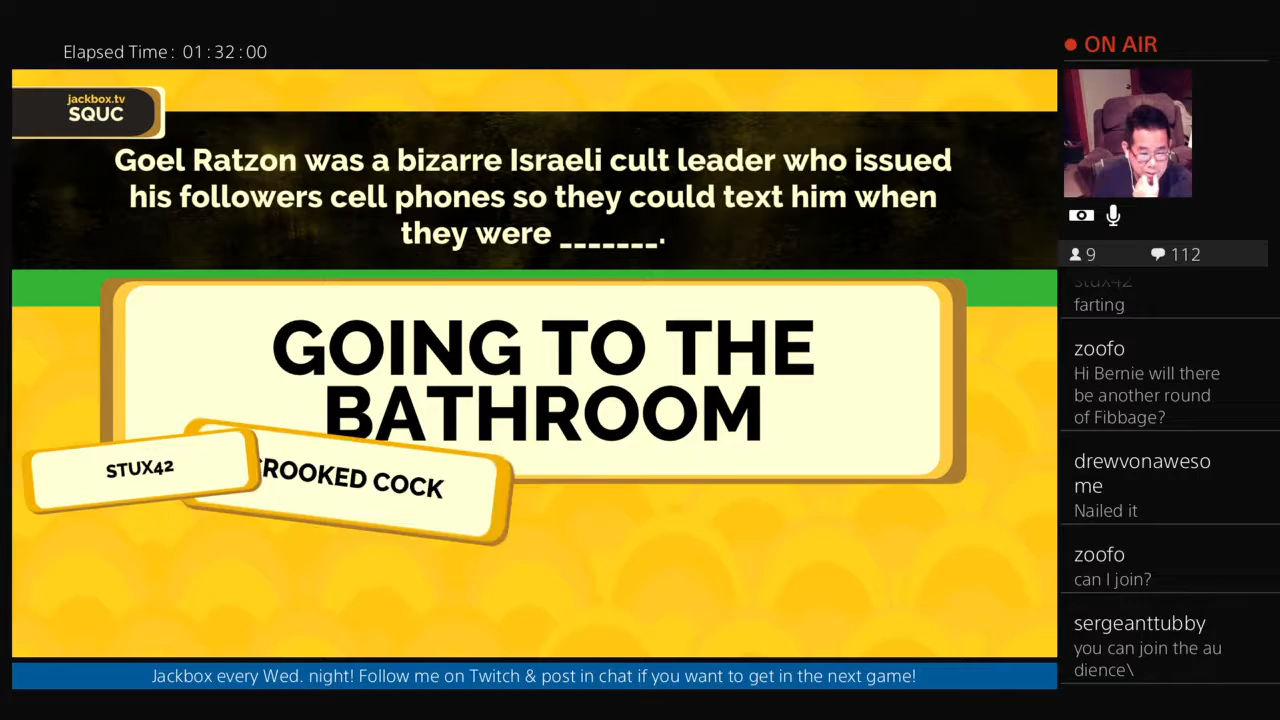 Elapsed Time: 01:32:00
ON AIR
jackbox.tv
SQUC
Goel Ratzon was a bizarre Israeli cult leader who issued
his followers cell phones so they could text him when
they were _______.
9
112
stux42
farting
GOING TO THE
BATHROOM
STUX42
CROOKED COCK
zoofo
Hi Bernie will there
be another round
of Fibbage?
drewvonaweso
me
Nailed it
zoofo
can I join?
sergeanttubby
you can join the au
dience\
Jackbox every Wed. night! Follow me on Twitch & post in chat if you want to get in the next game!